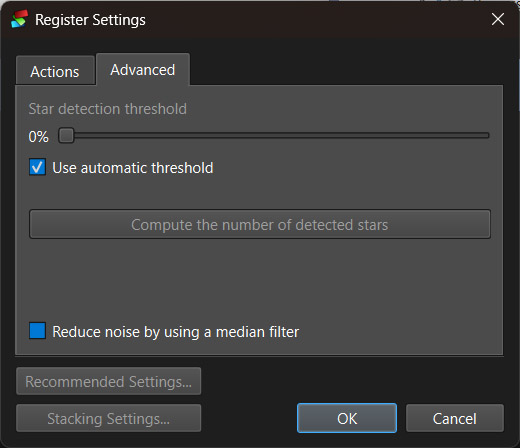 Register Settings
Actions
Advanced
Star detection threshold
0%
Use automatic threshold
Compute the number of detected stars
Reduce noise by using a median filter
Recommended Settings...
Stacking Settings...
OK
Cancel